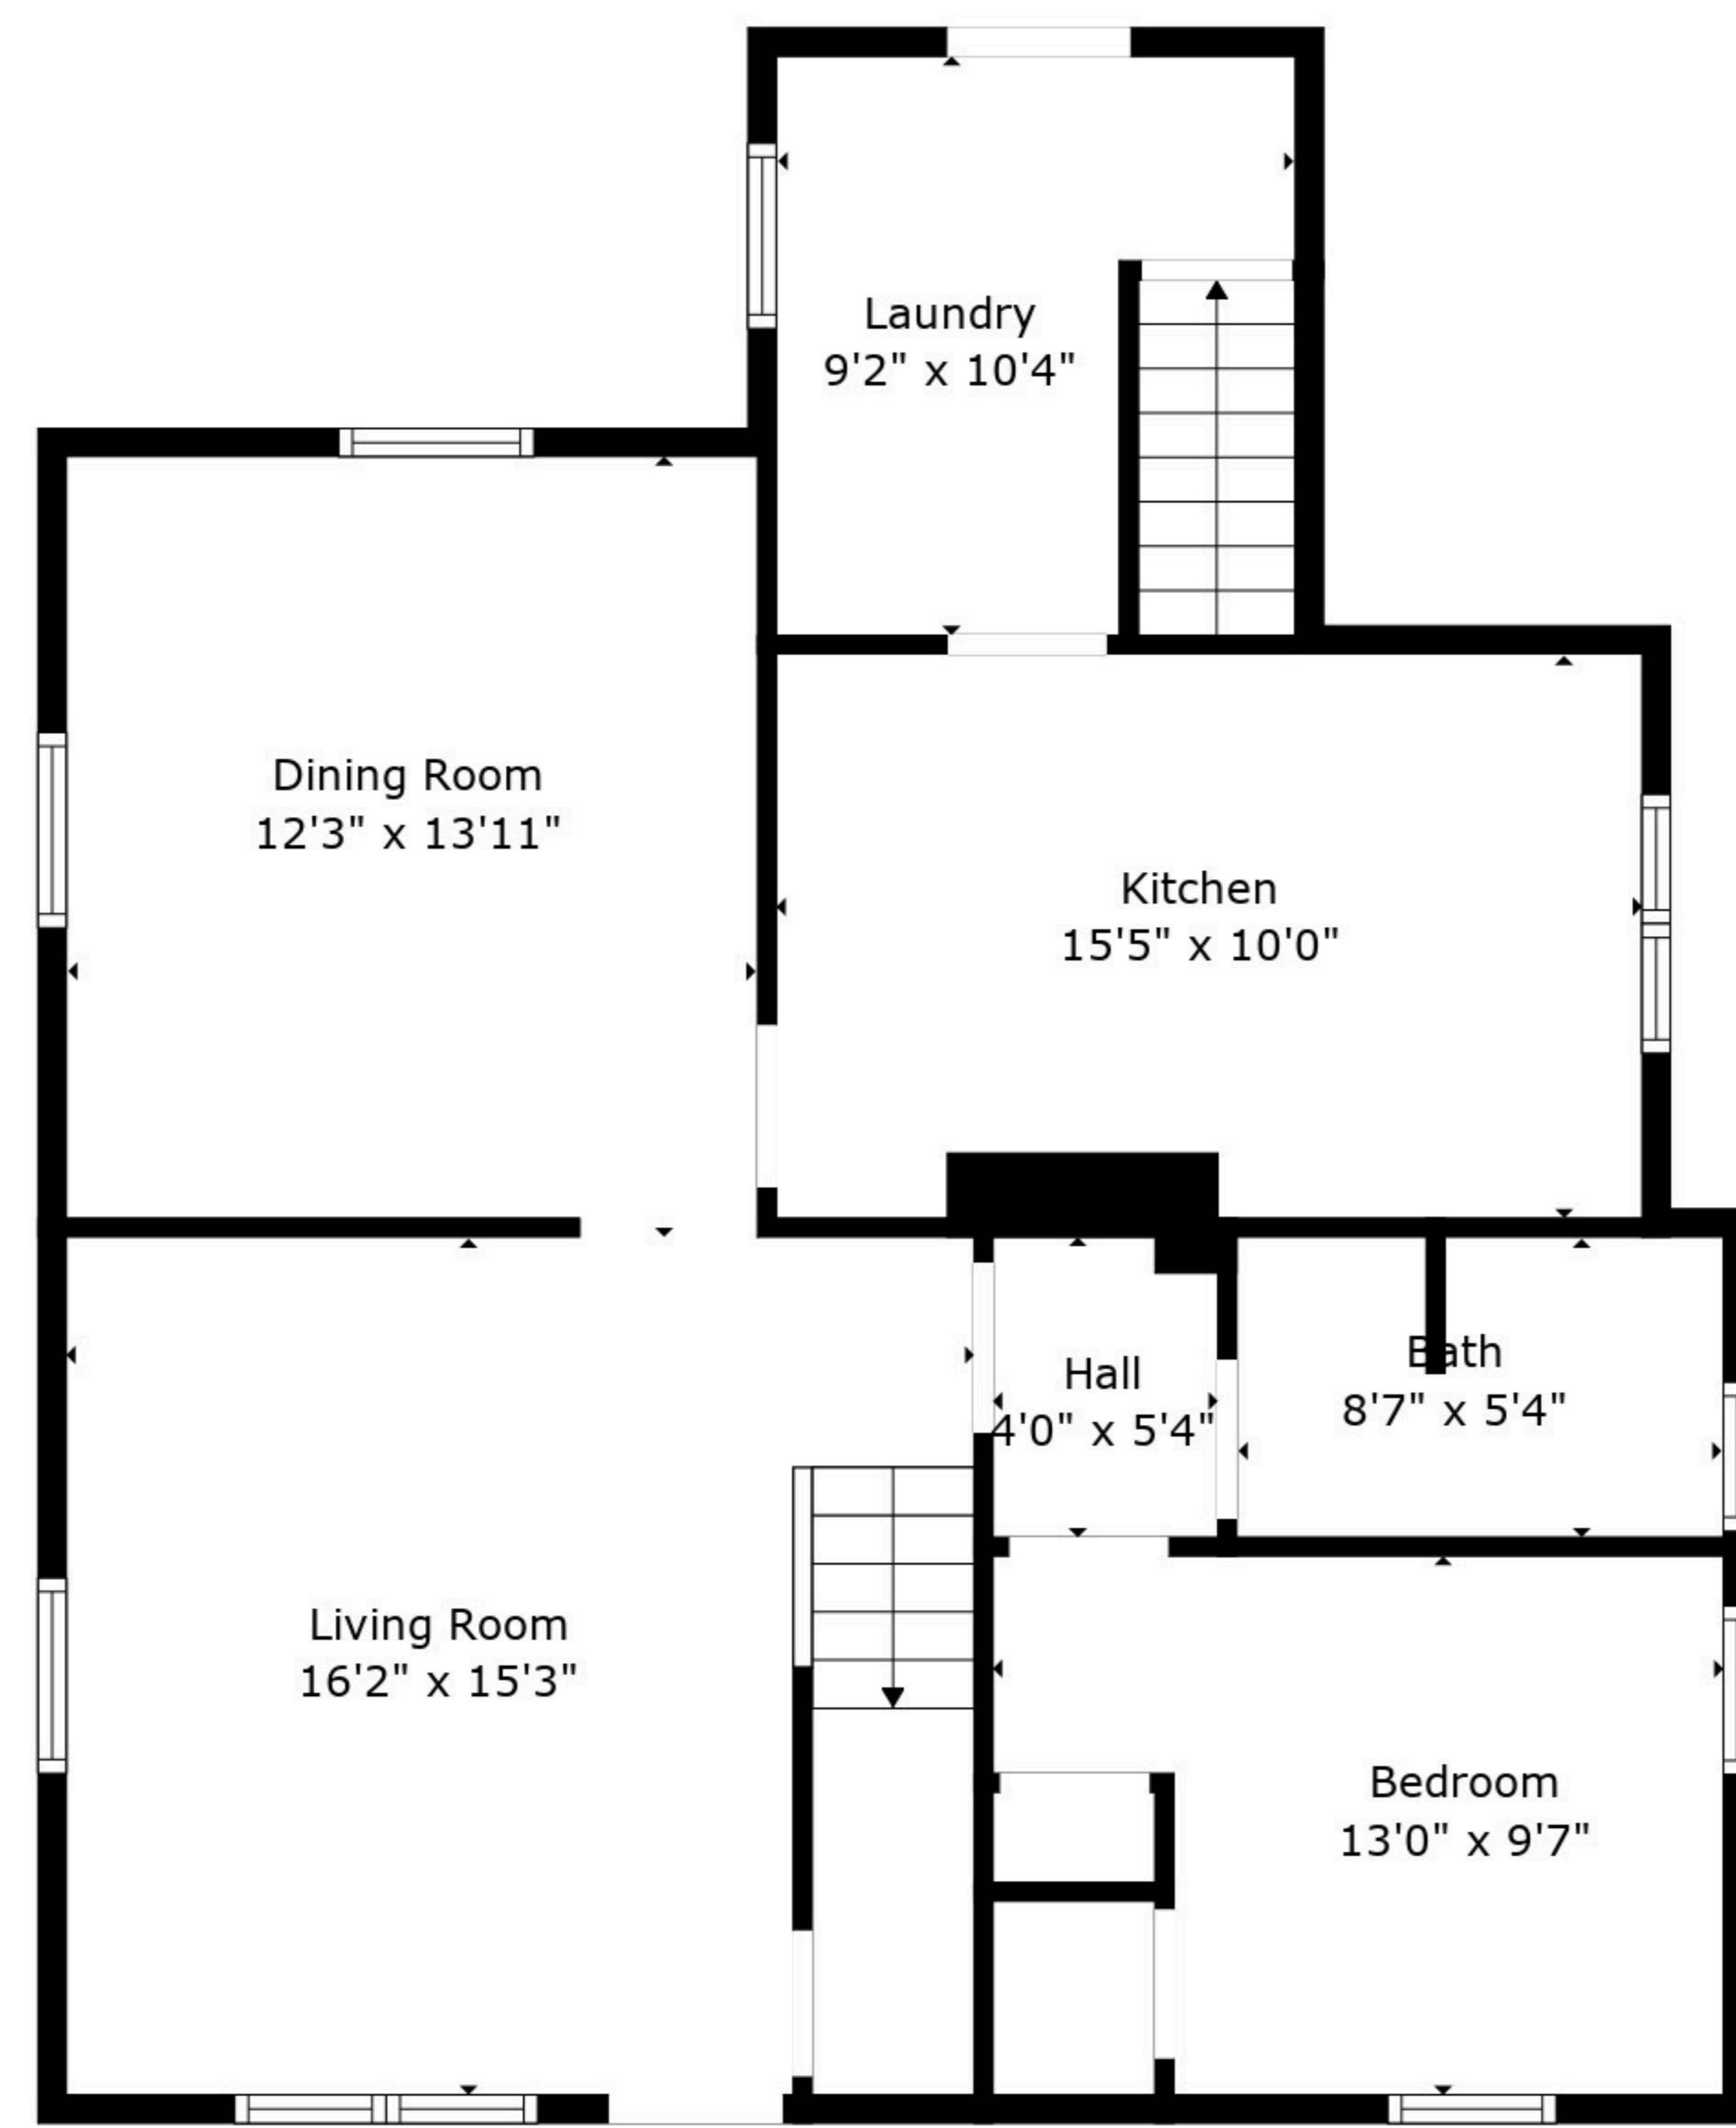 Laundry
9'2" x 10'4"
Dining Room
12'3" x 13'11"
Kitchen
15'5" x 10'0"
Hall
4'0" x 5'4"
Bath
8'7" x 5'4"
Living Room
16'2" x 15'3"
Bedroom
13'0" x 9'7"